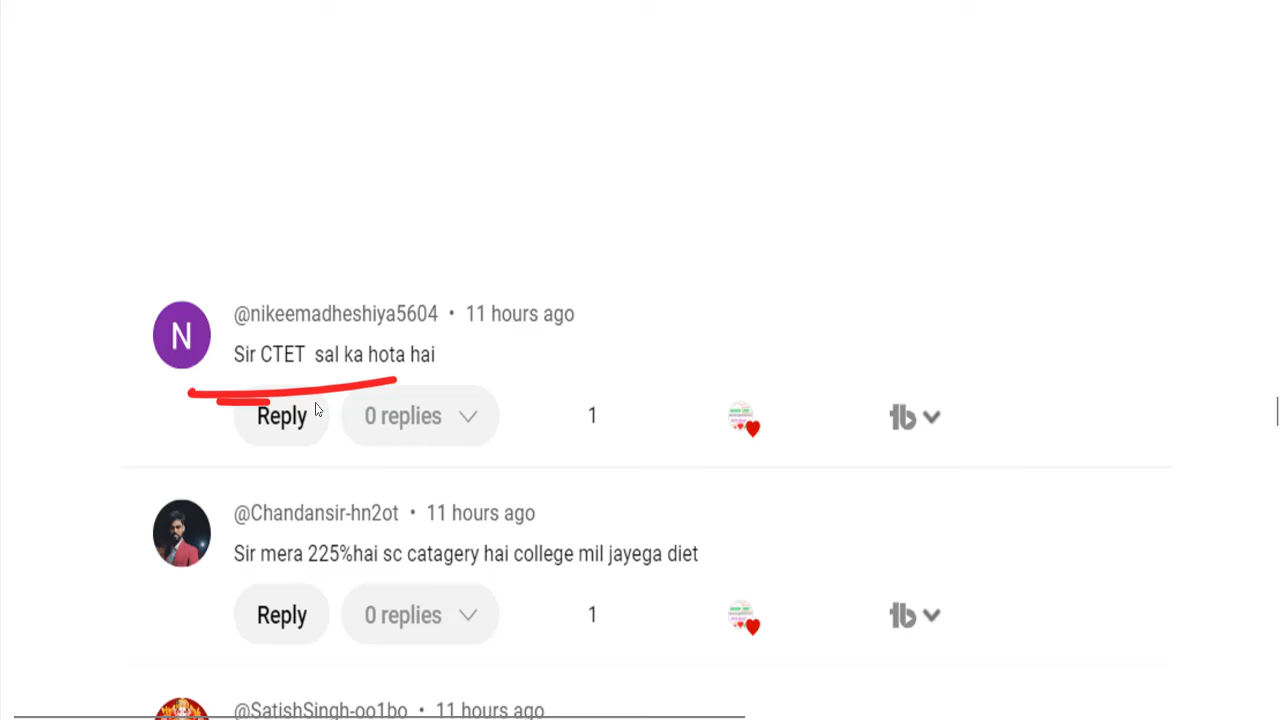 N
@nikeemadheshiya5604 • 11 hours ago
Sir CTET sal ka hota hai
Reply 0 replies 1
@Chandansir-hn2ot • 11 hours ago
Sir mera 225%hai sc catagery hai college mil jayega diet
Reply 0 replies 1
@SatishSingh-oo1bo • 11 hours ago